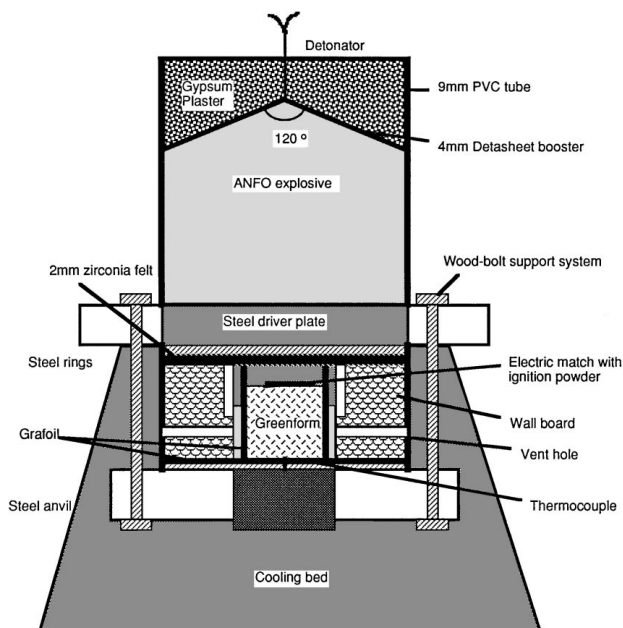 Detonator
Gypsum
Plaster
9mm PVC tube
120 º
4mm Detasheet booster
ANFO explosive
Wood-bolt support system
2mm zirconia felt
Steel driver plate
Steel rings
Electric match with
ignition powder
Greenform
Wall board
Grafoil
Vent hole
Steel anvil
Thermocouple
Cooling bed